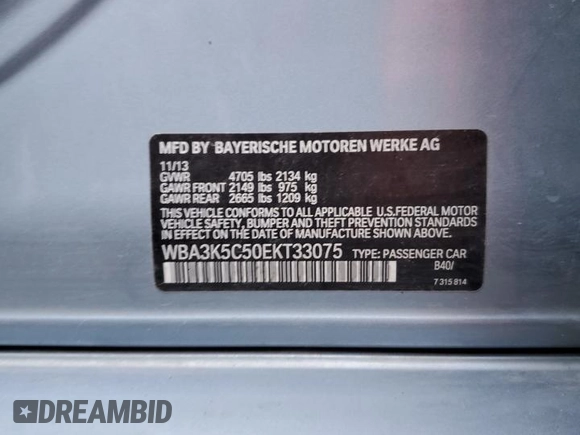 MFD BY BAYERISCHE MOTOREN WERKE AG
11/13
GVWR 4705 lbs 2134 kg
GAWR FRONT 2149 lbs 975 kg
GAWR REAR 2665 lbs 1209 kg
THIS VEHICLE CONFORMS TO ALL APPLICABLE U.S.FEDERAL MOTOR
VEHICLE SAFETY, BUMPER AND THEFT PREVENTION STANDARDS
IN EFFECT ON THE DATE OF MANUFACTURE SHOWN ABOVE.
WBA3K5C50EKT33075 TYPE: PASSENGER CAR
B40/
7 315 814
DREAMBID